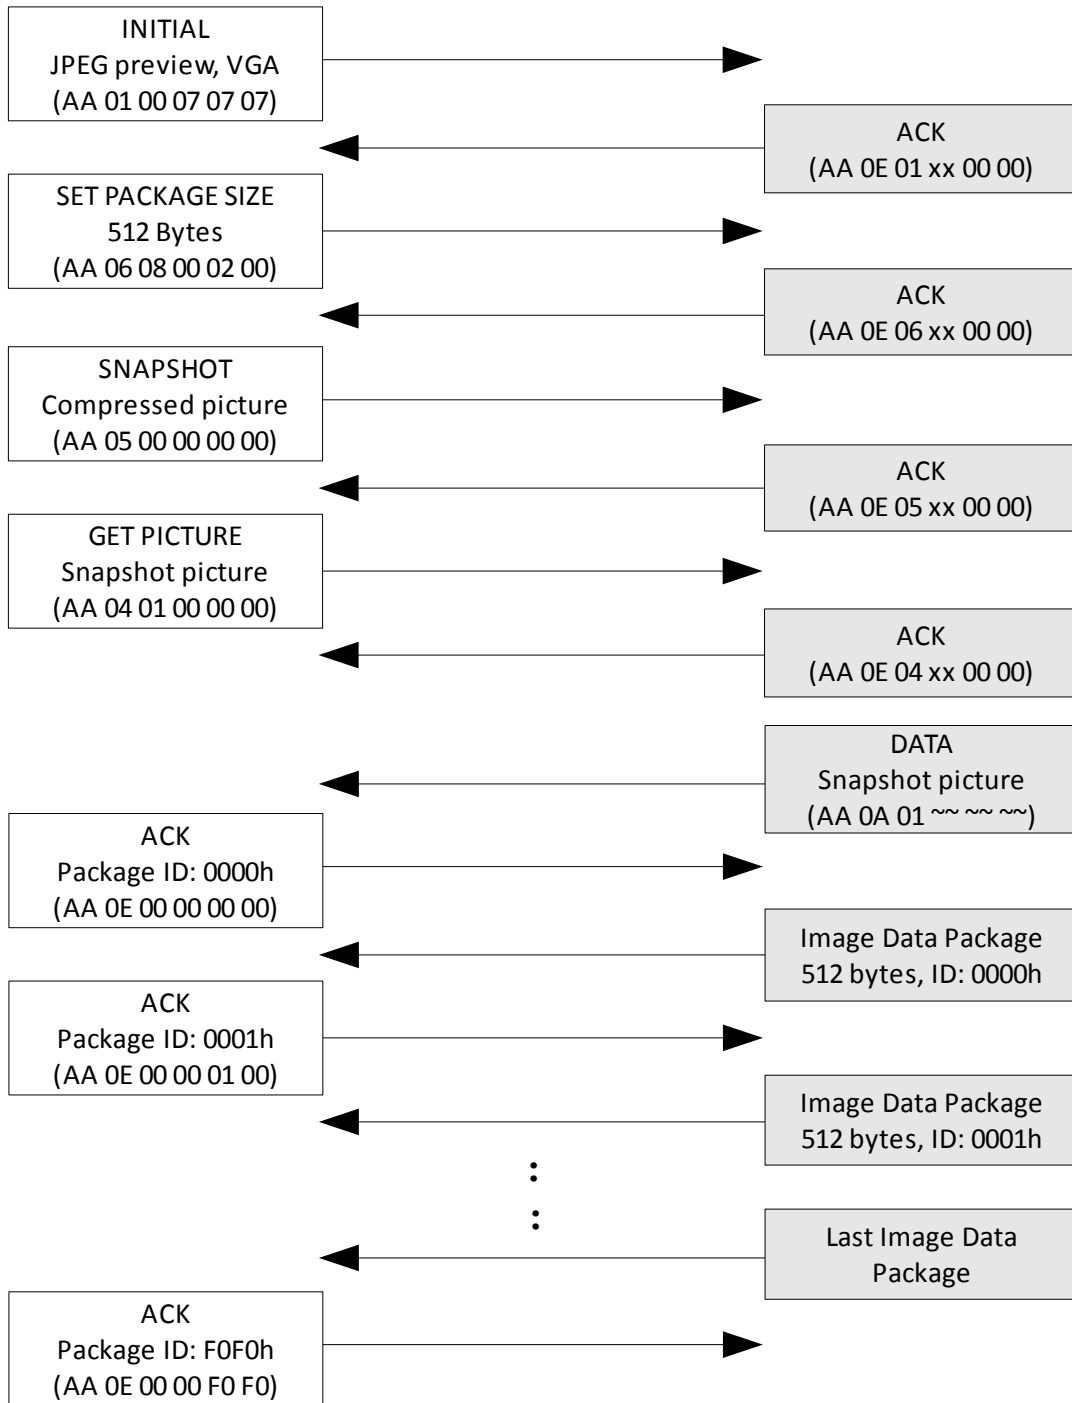 INITIAL
JPEG preview, VGA
(AA 01 00 07 07 07)
ACK
(AA 0E 01 xx 00 00)
SET PACKAGE SIZE
512 Bytes
(AA 06 08 00 02 00)
ACK
(AA 0E 06 xx 00 00)
SNAPSHOT
Compressed picture
(AA 05 00 00 00 00)
ACK
(AA 0E 05 xx 00 00)
GET PICTURE
Snapshot picture
(AA 04 01 00 00 00)
ACK
(AA 0E 04 xx 00 00)
DATA
Snapshot picture
(AA 0A 01 ~~ ~~ ~~)
ACK
Package ID: 0000h
(AA 0E 00 00 00 00)
Image Data Package
512 bytes, ID: 0000h
ACK
Package ID: 0001h
(AA 0E 00 00 01 00)
Image Data Package
512 bytes, ID: 0001h
Last Image Data
Package
ACK
Package ID: F0F0h
(AA 0E 00 00 F0 F0)